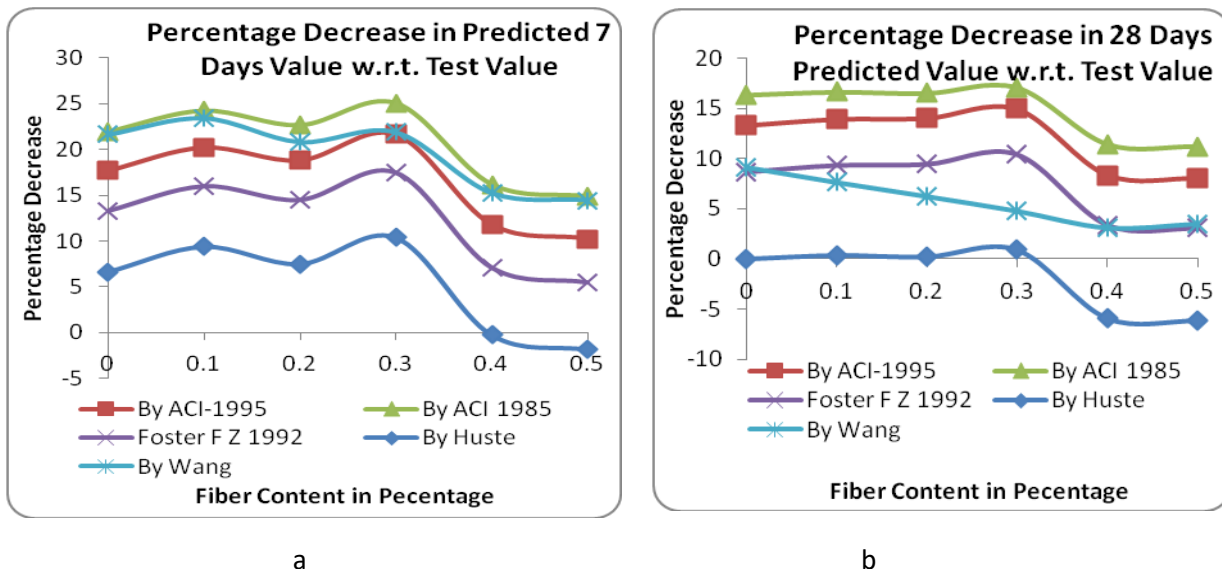 Percentage Decrease in Predicted 7
Days Value w.r.t. Test Value
Percentage Decrease
30
25
20
15
10
5
0
-5
0 0.1 0.2 0.3 0.4 0.5
By ACI-1995 By ACI 1985
Foster F Z 1992 By Huste
By Wang
Fiber Content in Pecentage
a
Percentage Decrease in 28 Days
Predicted Value w.r.t. Test Value
Percentage Decrease
20
15
10
5
0
-5
-10
0 0.1 0.2 0.3 0.4 0.5
By ACI-1995 By ACI 1985
Foster F Z 1992 By Huste
By Wang
Fiber Content in Pecentage
b